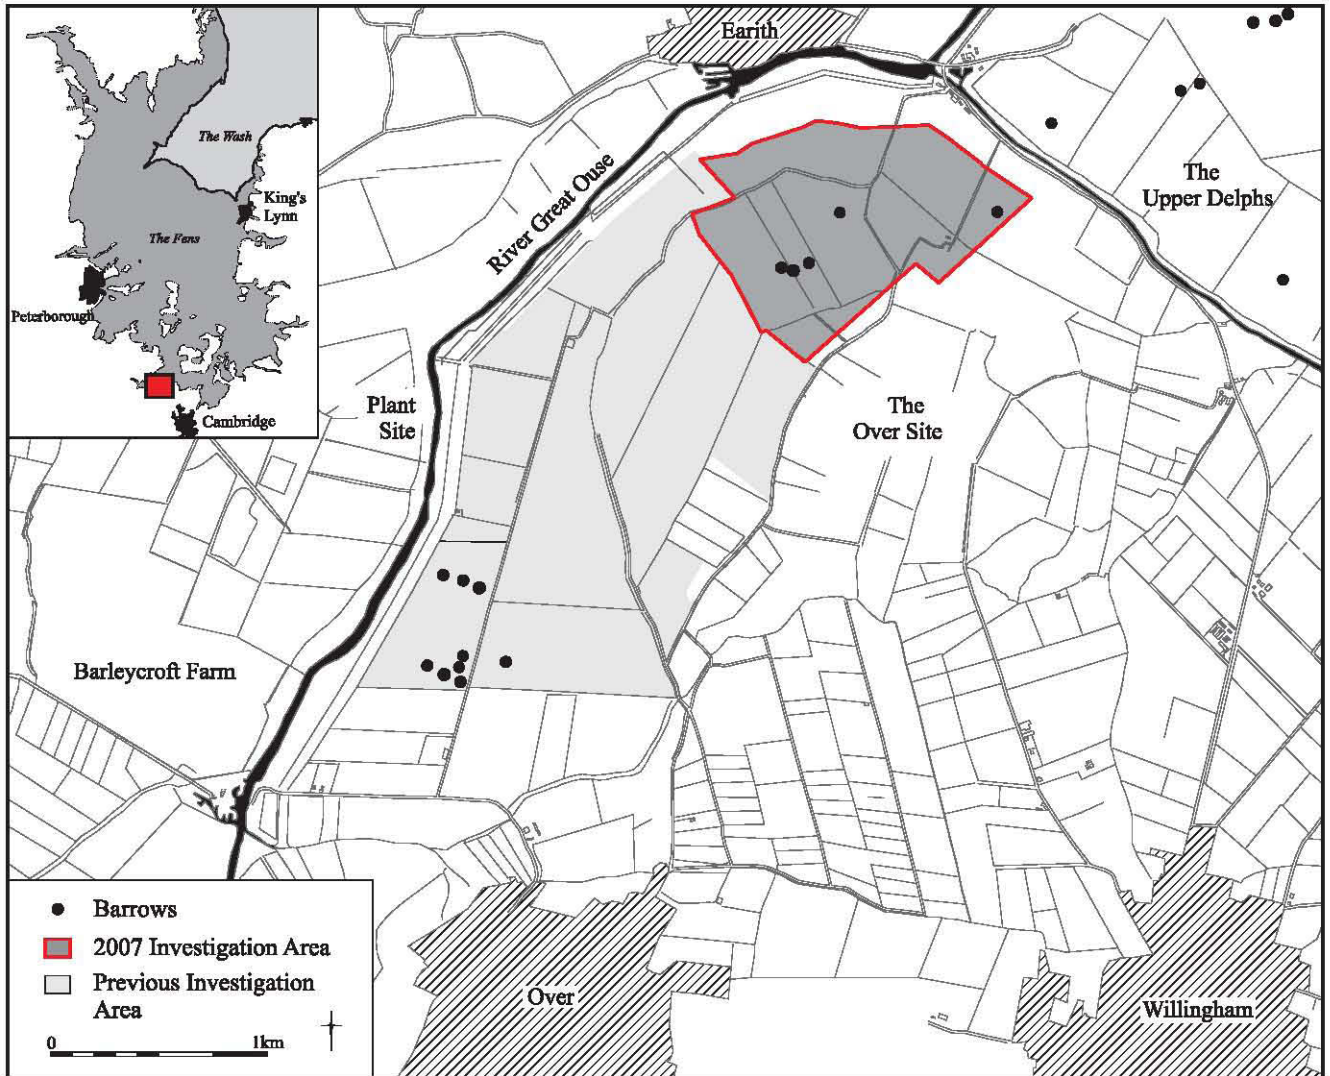 The Wash
King's
Lynn
The Fens
Peterborough
Cambridge
Earith
River Great Ouse
The
Upper Delphs
Plant
Site
The
Over Site
Barleycroft Farm
Over
Willingham
Barrows
2007 Investigation Area
Previous Investigation
Area
0 1km